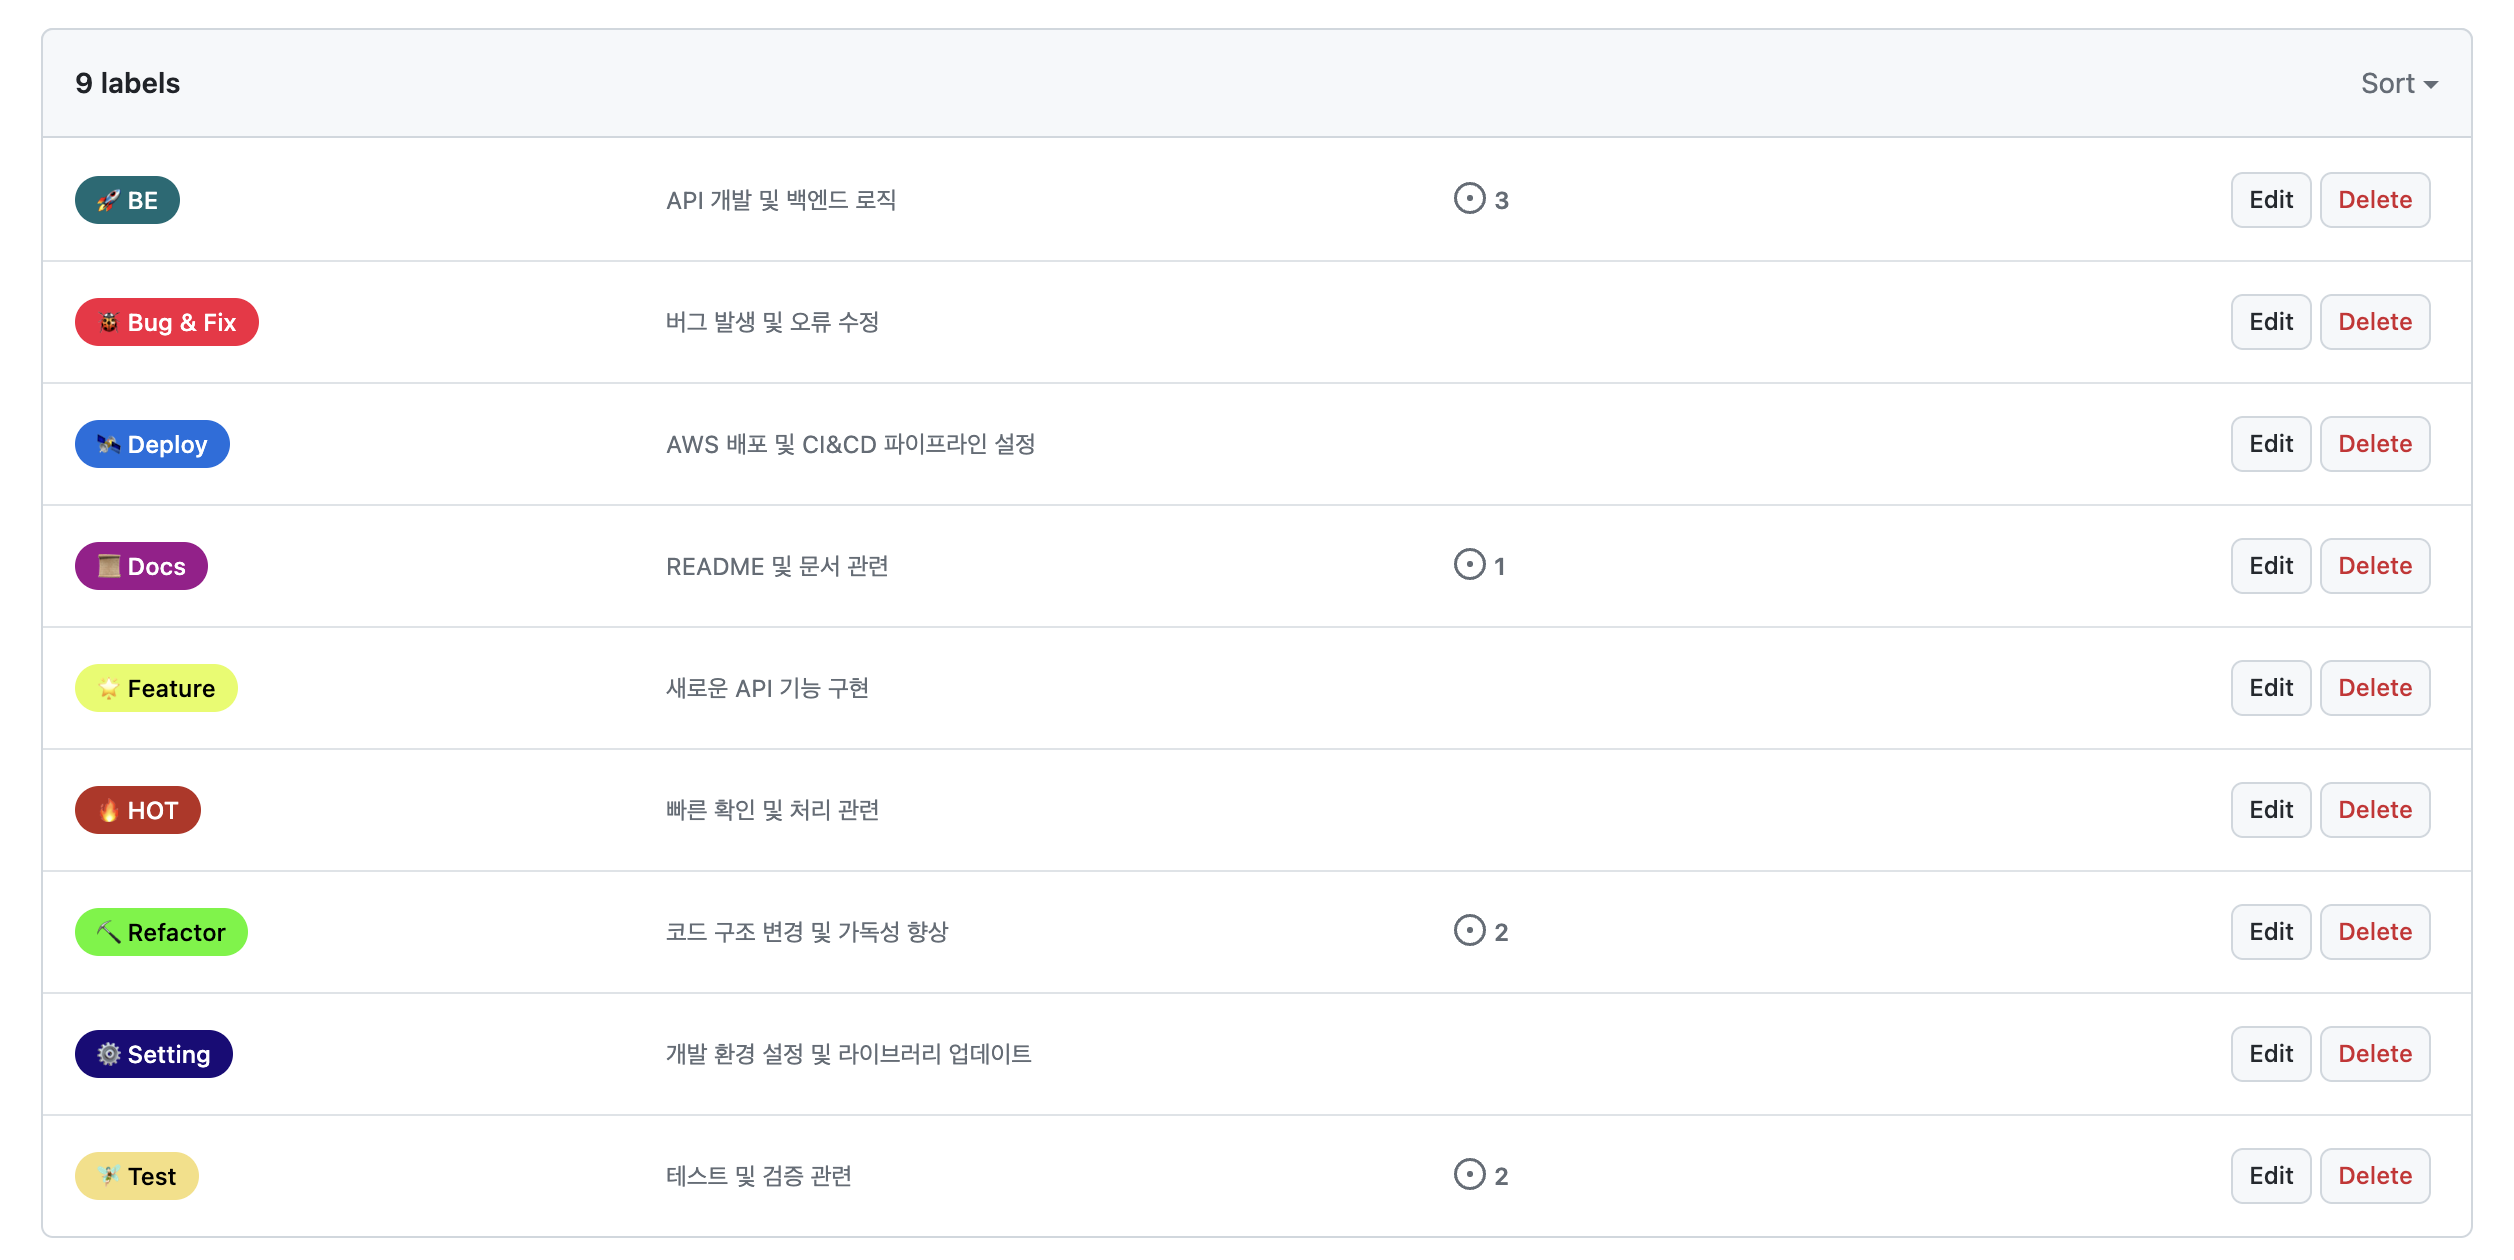 9 labels
Sort
🚀 BE
API 개발 및 백엔드 로직
3
Edit
Delete
🐞 Bug & Fix
버그 발생 및 오류 수정
Edit
Delete
🛰️ Deploy
AWS 배포 및 CI&CD 파이프라인 설정
Edit
Delete
📜 Docs
README 및 문서 관련
1
Edit
Delete
🌟 Feature
새로운 API 기능 구현
Edit
Delete
🔥 HOT
빠른 확인 및 처리 관련
Edit
Delete
⛏️ Refactor
코드 구조 변경 및 가독성 향상
2
Edit
Delete
⚙️ Setting
개발 환경 설정 및 라이브러리 업데이트
Edit
Delete
🧚 Test
테스트 및 검증 관련
2
Edit
Delete